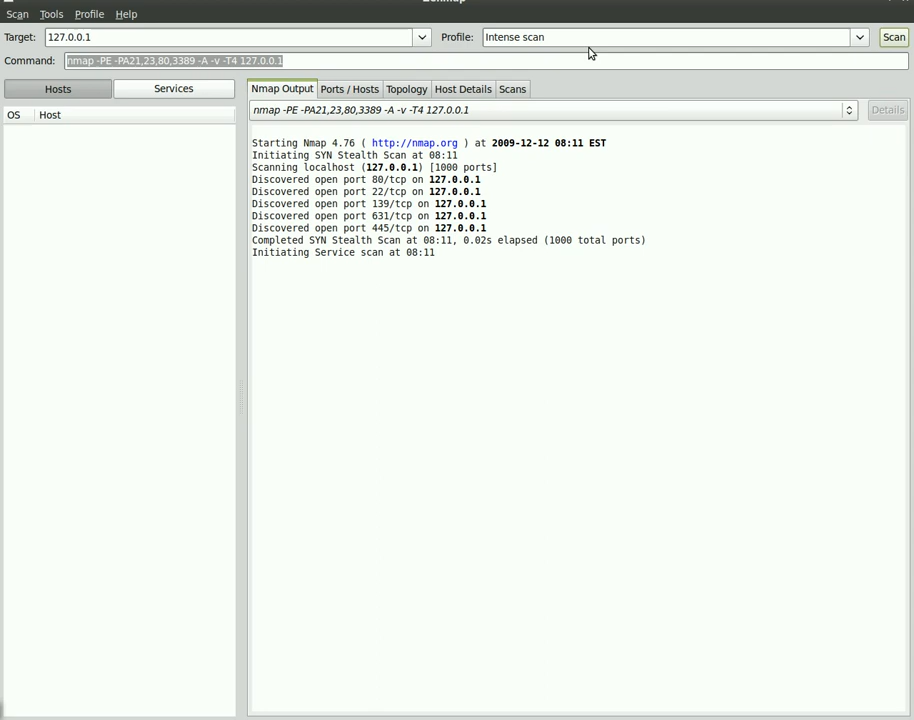 Scan Tools Profile Help
Target: 127.0.0.1 Profile: Intense scan Scan
Command: nmap -PE -PA21,23,80,3389 -A -v -T4 127.0.0.1
Hosts Services Nmap Output Ports / Hosts Topology Host Details Scans
OS Host
nmap -PE -PA21,23,80,3389 -A -v -T4 127.0.0.1 Details
Starting Nmap 4.76 ( http://nmap.org ) at 2009-12-12 08:11 EST
Initiating SYN Stealth Scan at 08:11
Scanning localhost (127.0.0.1) [1000 ports]
Discovered open port 80/tcp on 127.0.0.1
Discovered open port 22/tcp on 127.0.0.1
Discovered open port 139/tcp on 127.0.0.1
Discovered open port 631/tcp on 127.0.0.1
Discovered open port 445/tcp on 127.0.0.1
Completed SYN Stealth Scan at 08:11, 0.02s elapsed (1000 total ports)
Initiating Service scan at 08:11